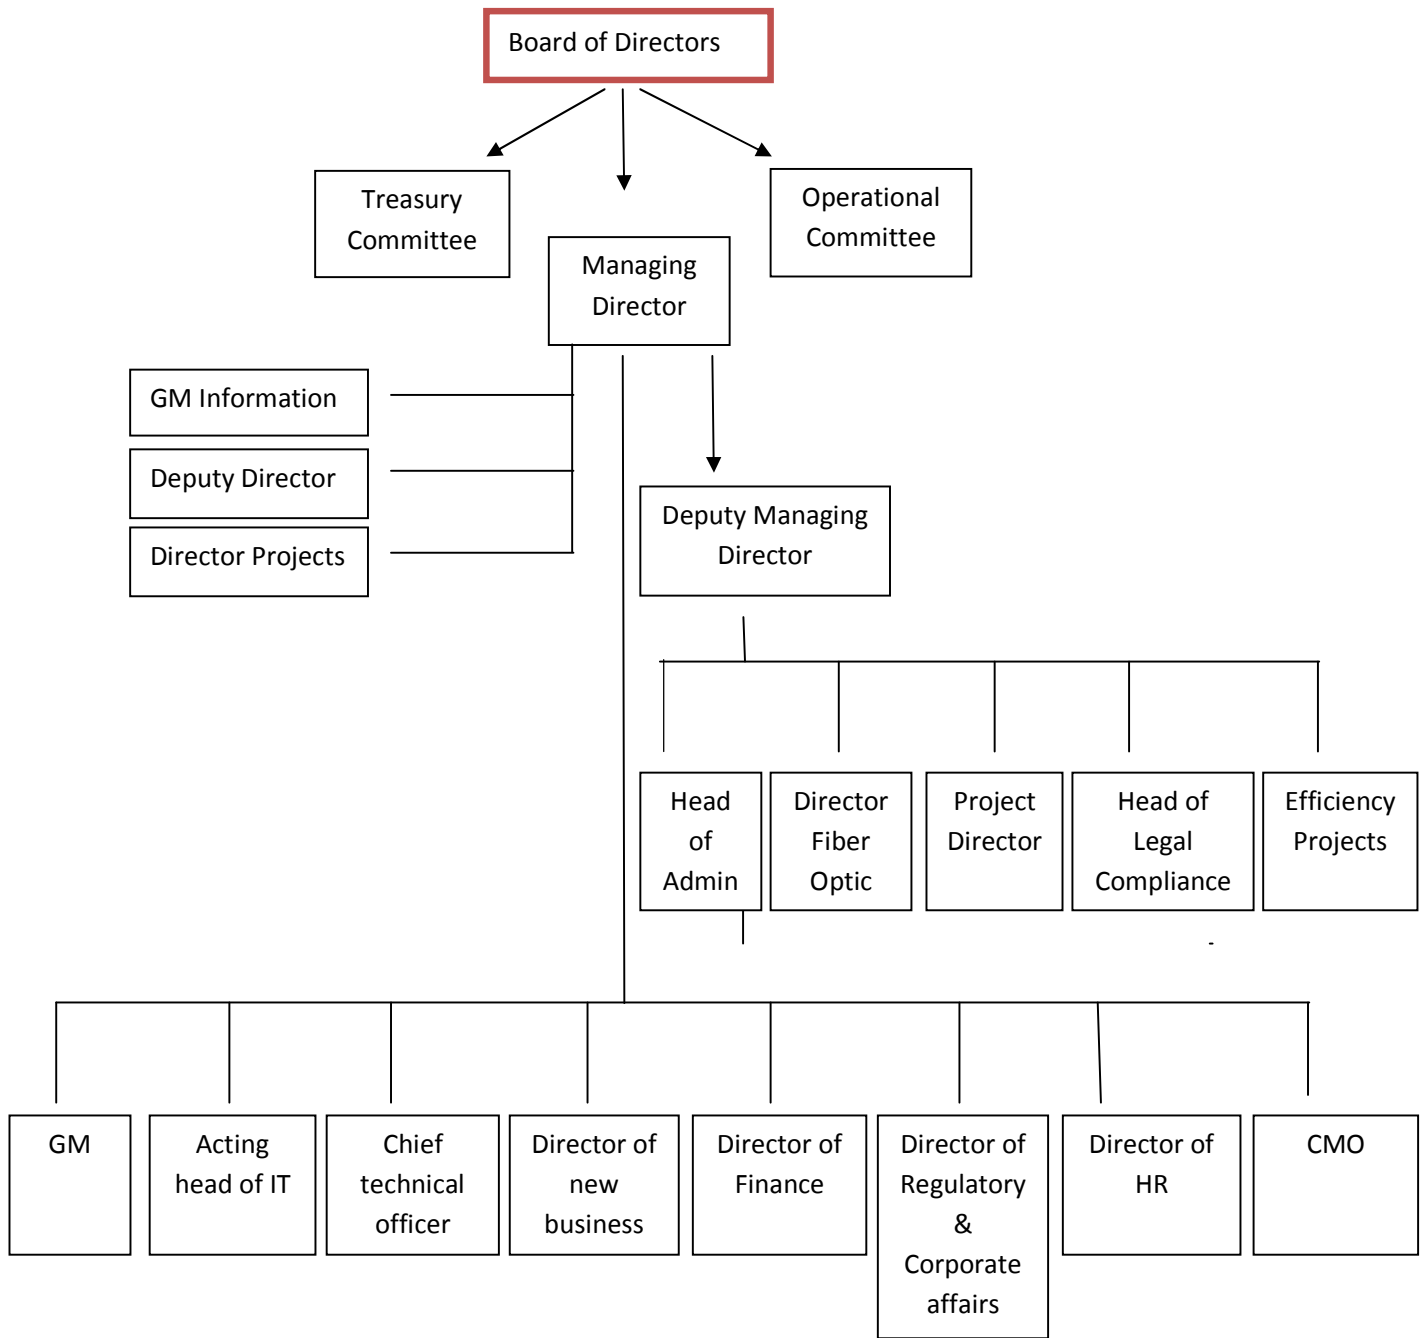 Board of Directors
Treasury
Committee
Operational
Committee
Managing
Director
GM Information
Deputy Director
Director Projects
Deputy Managing
Director
Head
of
Admin
Director
Fiber
Optic
Project
Director
Head of
Legal
Compliance
Efficiency
Projects
-
GM
Acting
head of IT
Chief
technical
officer
Director of
new
business
Director of
Finance
Director of
Regulatory
&
Corporate
affairs
Director of
HR
CMO